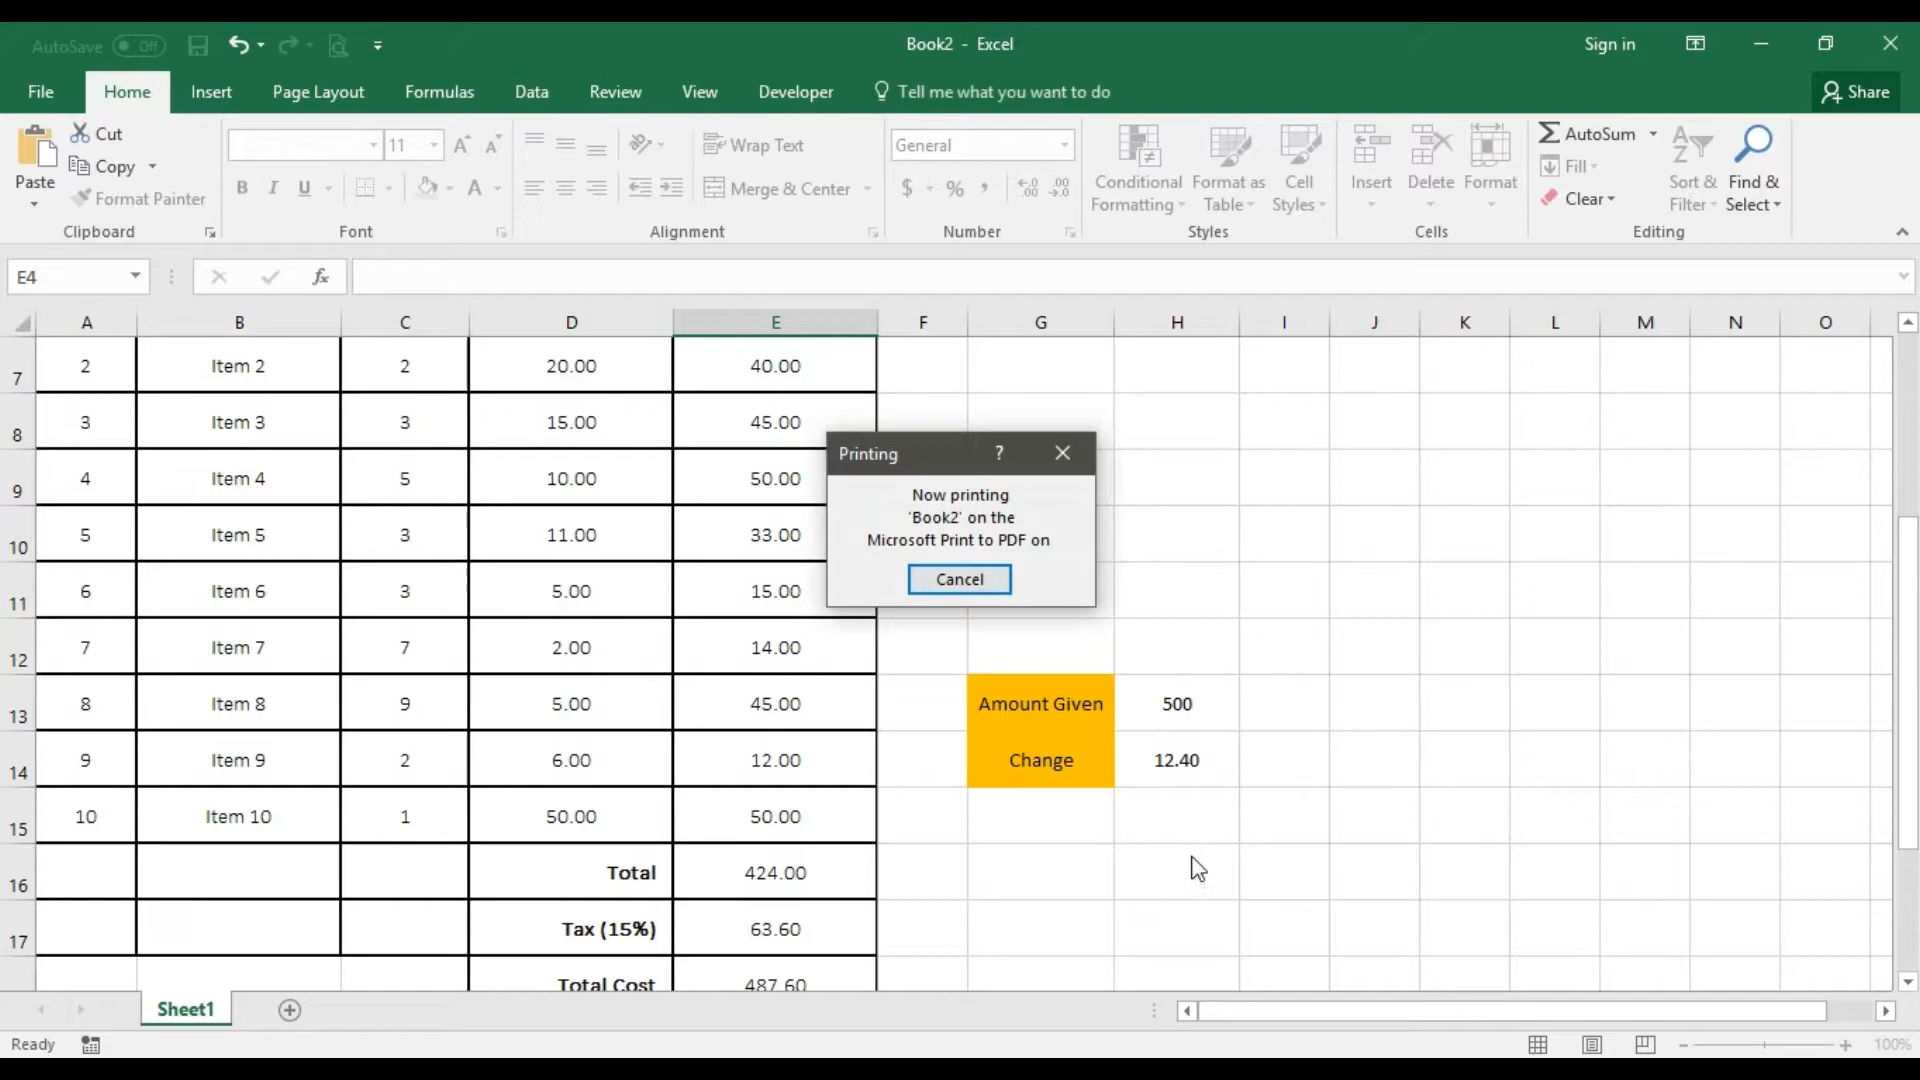 AutoSave Off
Book2 - Excel
Sign in
File Home Insert Page Layout Formulas Data Review View Developer Tell me what you want to do Share
Paste
Cut
Copy
Format Painter
Clipboard
11
B I U
Font
Wrap Text
Merge & Center
Alignment
General
$ % ,
Number
Conditional Formatting
Format as Table
Cell Styles
Styles
Insert Delete Format
Cells
AutoSum
Fill
Clear
Sort & Filter
Find & Select
Editing
E4
fx
A B C D E F G H I J K L M N O
7 2 Item 2 2 20.00 40.00
8 3 Item 3 3 15.00 45.00
9 4 Item 4 5 10.00 50.00
10 5 Item 5 3 11.00 33.00
11 6 Item 6 3 5.00 15.00
12 7 Item 7 7 2.00 14.00
13 8 Item 8 9 5.00 45.00 Amount Given 500
14 9 Item 9 2 6.00 12.00 Change 12.40
15 10 Item 10 1 50.00 50.00
16 Total 424.00
17 Tax (15%) 63.60
Total Cost 487.60
Printing ?
Now printing
'Book2' on the
Microsoft Print to PDF on
Cancel
Sheet1
Ready
100%